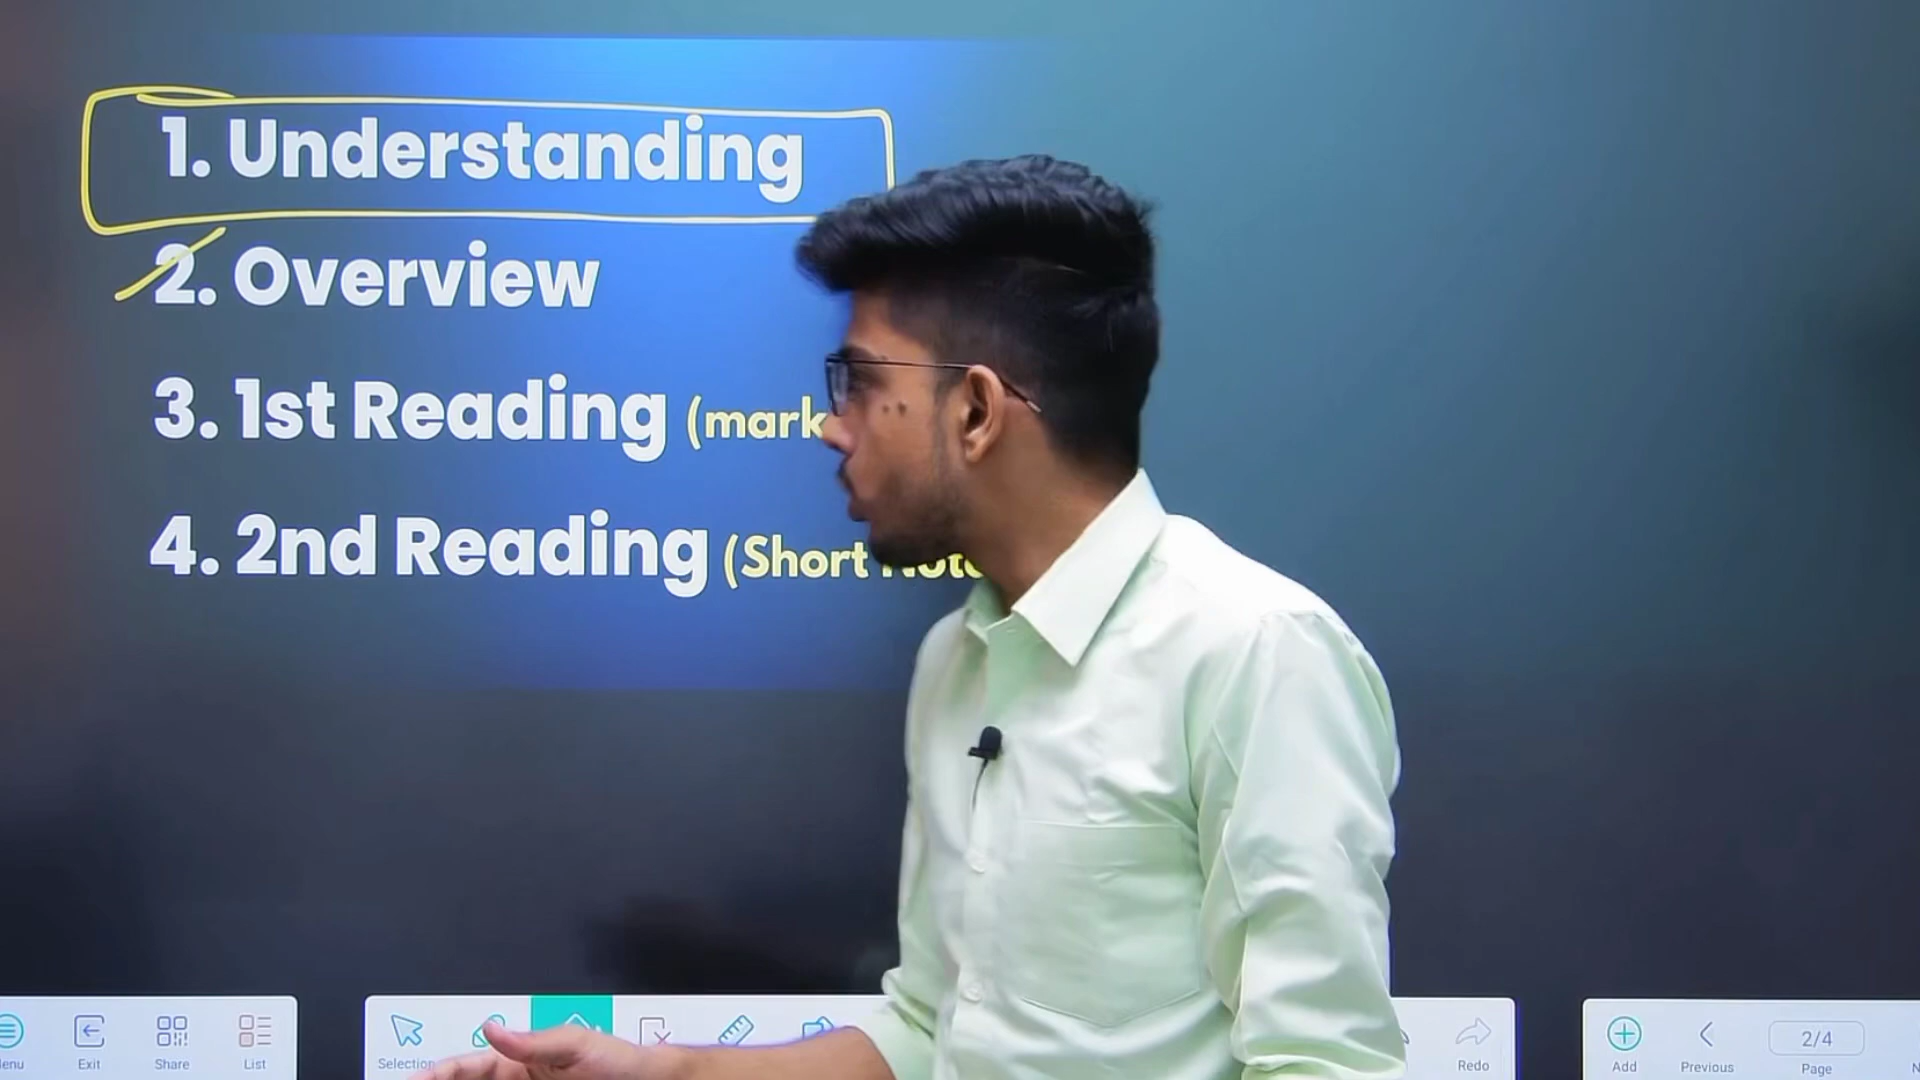 1. Understanding
2. Overview
3. 1st Reading (mark
4. 2nd Reading (Short Note
Exit Share List Selection Redo Add Previous 2/4 Page